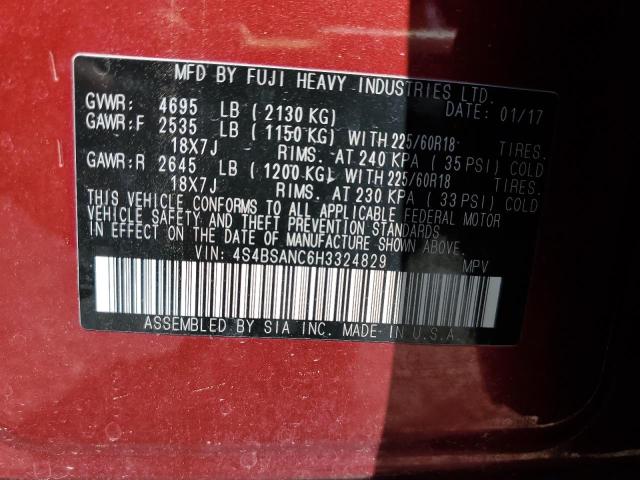 MFD BY FUJI HEAVY INDUSTRIES LTD.
GVWR: 4695 LB ( 2130 KG) DATE: 01/17
GAWR:F 2535 LB ( 1150 KG) WITH 225/60R18 TIRES.
18X7J RIMS. AT 240 KPA ( 35 PSI) COLD
GAWR:R 2645 LB ( 1200 KG) WITH 225/60R18 TIRES.
18X7J RIMS. AT 230 KPA ( 33 PSI) COLD
THIS VEHICLE CONFORMS TO ALL APPLICABLE FEDERAL MOTOR
VEHICLE SAFETY AND THEFT PREVENTION STANDARDS
IN EFFECT ON THE DATE OF MANUFACTURE SHOWN ABOVE.
VIN: 4S4BSANC6H3324829 MPV
ASSEMBLED BY SIA INC. MADE IN U.S.A.